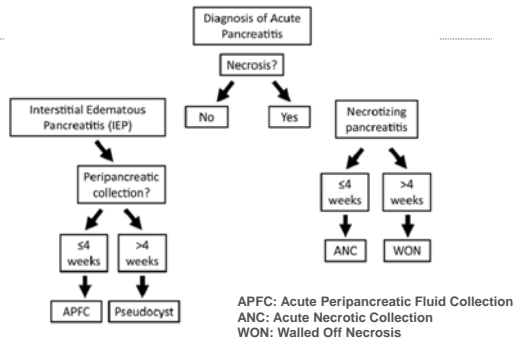 Diagnosis of Acute
Pancreatitis
Necrosis?
No
Yes
Interstitial Edematous
Pancreatitis (IEP)
Peripancreatic
collection?
≤4
weeks
>4
weeks
APFC
Pseudocyst
Necrotizing
pancreatitis
≤4
weeks
>4
weeks
ANC
WON
APFC: Acute Peripancreatic Fluid Collection
ANC: Acute Necrotic Collection
WON: Walled Off Necrosis